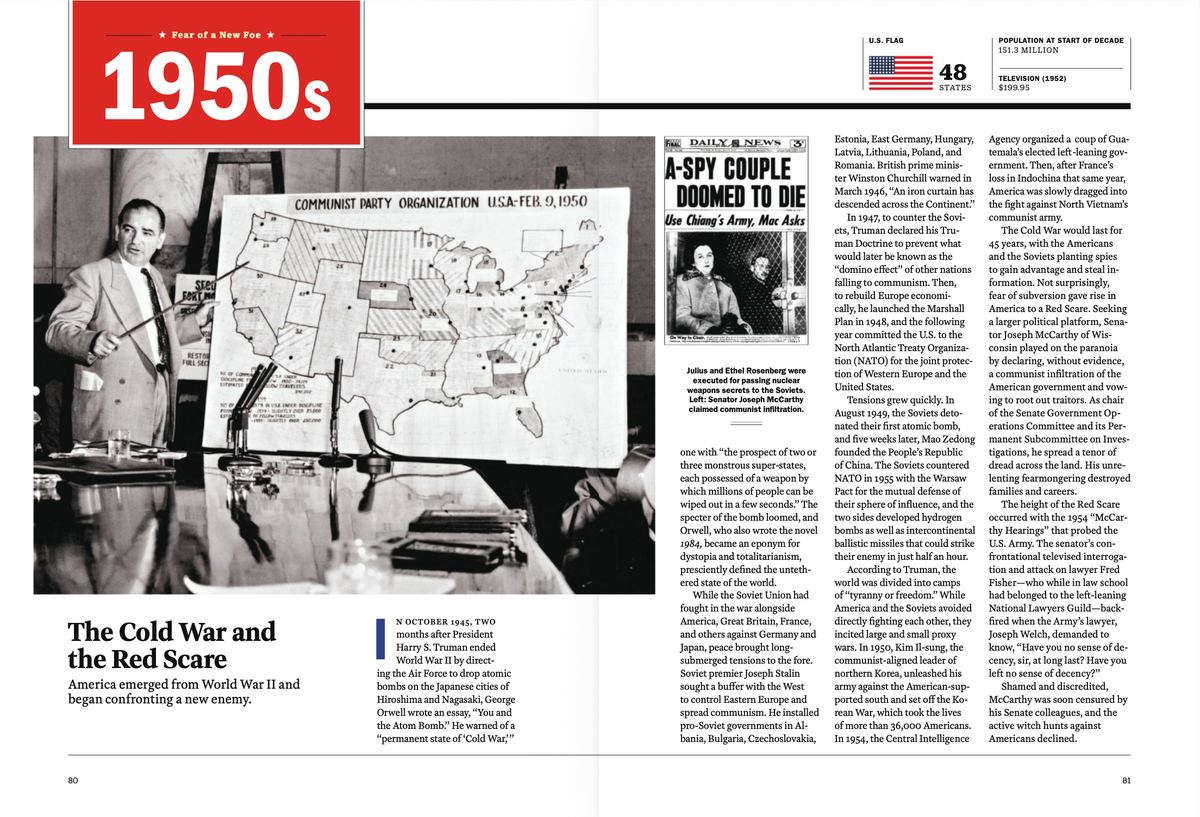 ★ Fear of a New Foe ★
1950s
U.S. FLAG
48
STATES
POPULATION AT START OF DECADE
151.3 MILLION
TELEVISION (1952)
$199.95
COMMUNIST PARTY ORGANIZATION U.S.A-FEB. 9, 1950
FINAL
DAILY NEWS
A-SPY COUPLE
DOOMED TO DIE
Use Chiang's Army, Mac Asks
Julius and Ethel Rosenberg were
executed for passing nuclear
weapons secrets to the Soviets.
Left: Senator Joseph McCarthy
claimed communist infiltration.
The Cold War and
the Red Scare
America emerged from World War II and
began confronting a new enemy.
IN OCTOBER 1945, TWO
months after President
Harry S. Truman ended
World War II by direct-
ing the Air Force to drop atomic
bombs on the Japanese cities of
Hiroshima and Nagasaki, George
Orwell wrote an essay, “You and
the Atom Bomb.” He warned of a
“permanent state of ‘Cold War,’”
one with “the prospect of two or
three monstrous super-states,
each possessed of a weapon by
which millions of people can be
wiped out in a few seconds.” The
specter of the bomb loomed, and
Orwell, who also wrote the novel
1984, became an eponym for
dystopia and totalitarianism,
presciently defined the unteth-
ered state of the world.
While the Soviet Union had
fought in the war alongside
America, Great Britain, France,
and others against Germany and
Japan, peace brought long-
submerged tensions to the fore.
Soviet premier Joseph Stalin
sought a buffer with the West
to control Eastern Europe and
spread communism. He installed
pro-Soviet governments in Al-
bania, Bulgaria, Czechoslovakia,
Estonia, East Germany, Hungary,
Latvia, Lithuania, Poland, and
Romania. British prime minis-
ter Winston Churchill warned in
March 1946, “An iron curtain has
descended across the Continent.”
In 1947, to counter the Sovi-
ets, Truman declared his Tru-
man Doctrine to prevent what
would later be known as the
“domino effect” of other nations
falling to communism. Then,
to rebuild Europe economi-
cally, he launched the Marshall
Plan in 1948, and the following
year committed the U.S. to the
North Atlantic Treaty Organiza-
tion (NATO) for the joint protec-
tion of Western Europe and the
United States.
Tensions grew quickly. In
August 1949, the Soviets deto-
nated their first atomic bomb,
and five weeks later, Mao Zedong
founded the People’s Republic
of China. The Soviets countered
NATO in 1955 with the Warsaw
Pact for the mutual defense of
their sphere of influence, and the
two sides developed hydrogen
bombs as well as intercontinental
ballistic missiles that could strike
their enemy in just half an hour.
According to Truman, the
world was divided into camps
of “tyranny or freedom.” While
America and the Soviets avoided
directly fighting each other, they
incited large and small proxy
wars. In 1950, Kim Il-sung, the
communist-aligned leader of
northern Korea, unleashed his
army against the American-sup-
ported south and set off the Ko-
rean War, which took the lives
of more than 36,000 Americans.
In 1954, the Central Intelligence
Agency organized a coup of Gua-
temala’s elected left-leaning gov-
ernment. Then, after France’s
loss in Indochina that same year,
America was slowly dragged into
the fight against North Vietnam’s
communist army.
The Cold War would last for
45 years, with the Americans
and the Soviets planting spies
to gain advantage and steal in-
formation. Not surprisingly,
fear of subversion gave rise in
America to a Red Scare. Seeking
a larger political platform, Sena-
tor Joseph McCarthy of Wis-
consin played on the paranoia
by declaring, without evidence,
a communist infiltration of the
American government and vow-
ing to root out traitors. As chair
of the Senate Government Op-
erations Committee and its Per-
manent Subcommittee on Inves-
tigations, he spread a tenor of
dread across the land. His unre-
lenting fearmongering destroyed
families and careers.
The height of the Red Scare
occurred with the 1954 “McCar-
thy Hearings” that probed the
U.S. Army. The senator’s con-
frontational televised interroga-
tion and attack on lawyer Fred
Fisher—who while in law school
had belonged to the left-leaning
National Lawyers Guild—back-
fired when the Army’s lawyer,
Joseph Welch, demanded to
know, “Have you no sense of de-
cency, sir, at long last? Have you
left no sense of decency?”
Shamed and discredited,
McCarthy was soon censured by
his Senate colleagues, and the
active witch hunts against
Americans declined.
80
81